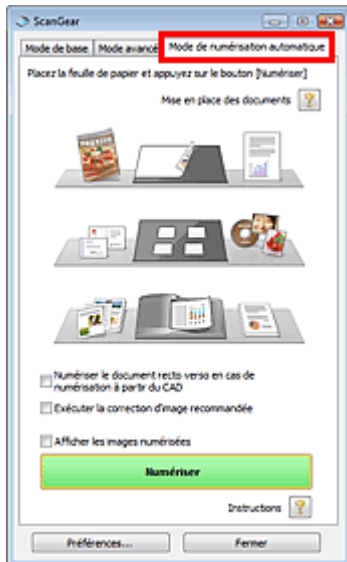 ScanGear
Mode de base
Mode avancé
Mode de numérisation automatique
Placez la feuille de papier et appuyez sur le bouton [Numériser]
Mise en place des documents
Numériser le document recto verso en cas de
numérisation à partir du CAD
Exécuter la correction d'image recommandée
Afficher les images numérisées
Numériser
Instructions
Préférences...
Fermer